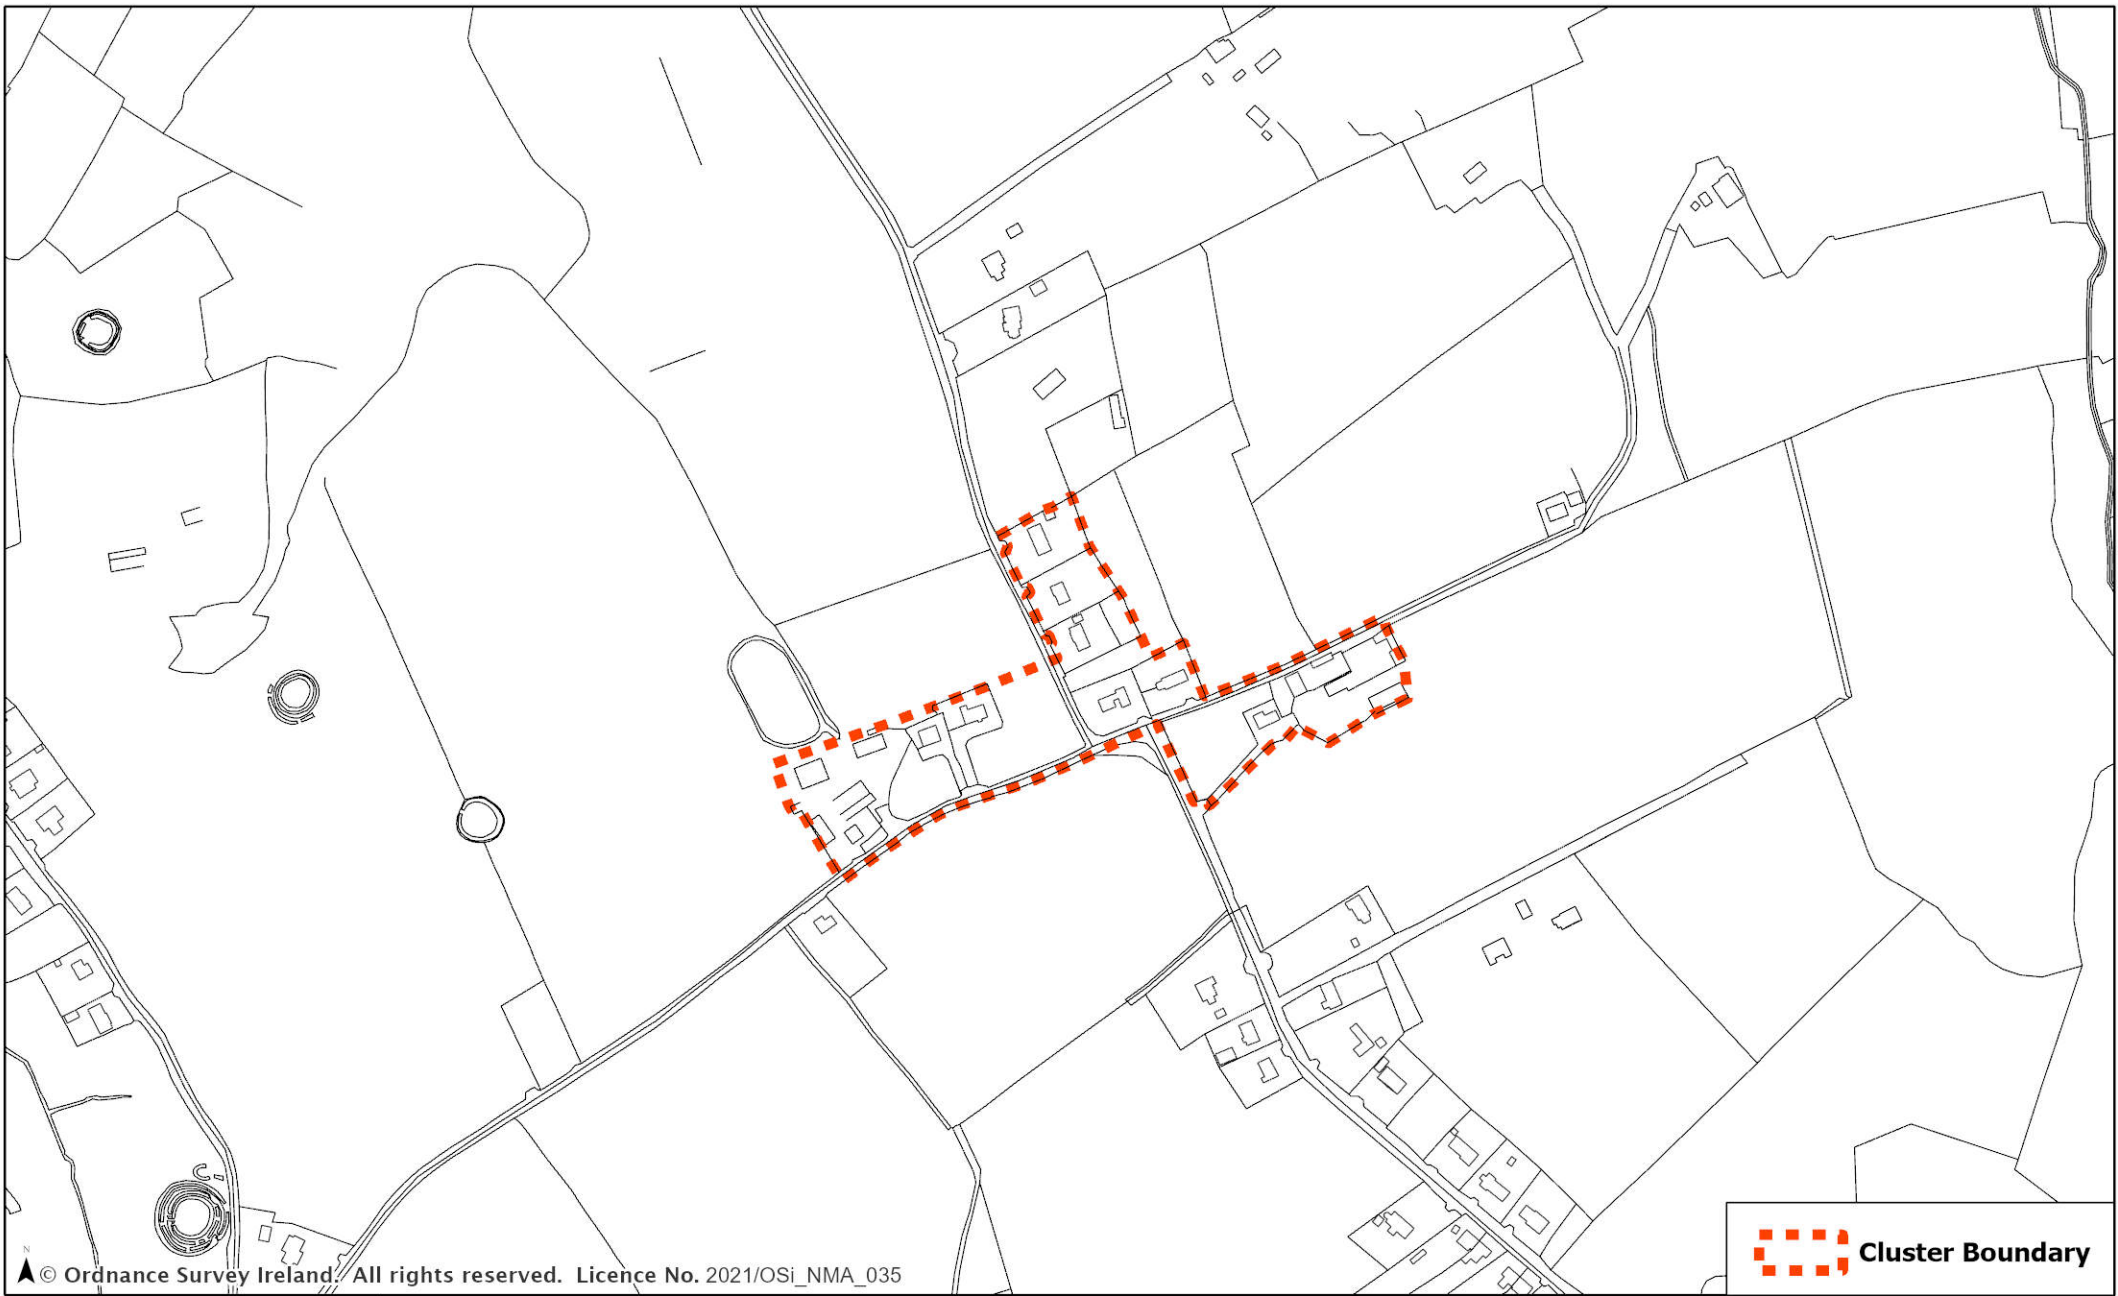 Cluster Boundary
N
© Ordnance Survey Ireland. All rights reserved. Licence No. 2021/OSi_NMA_035